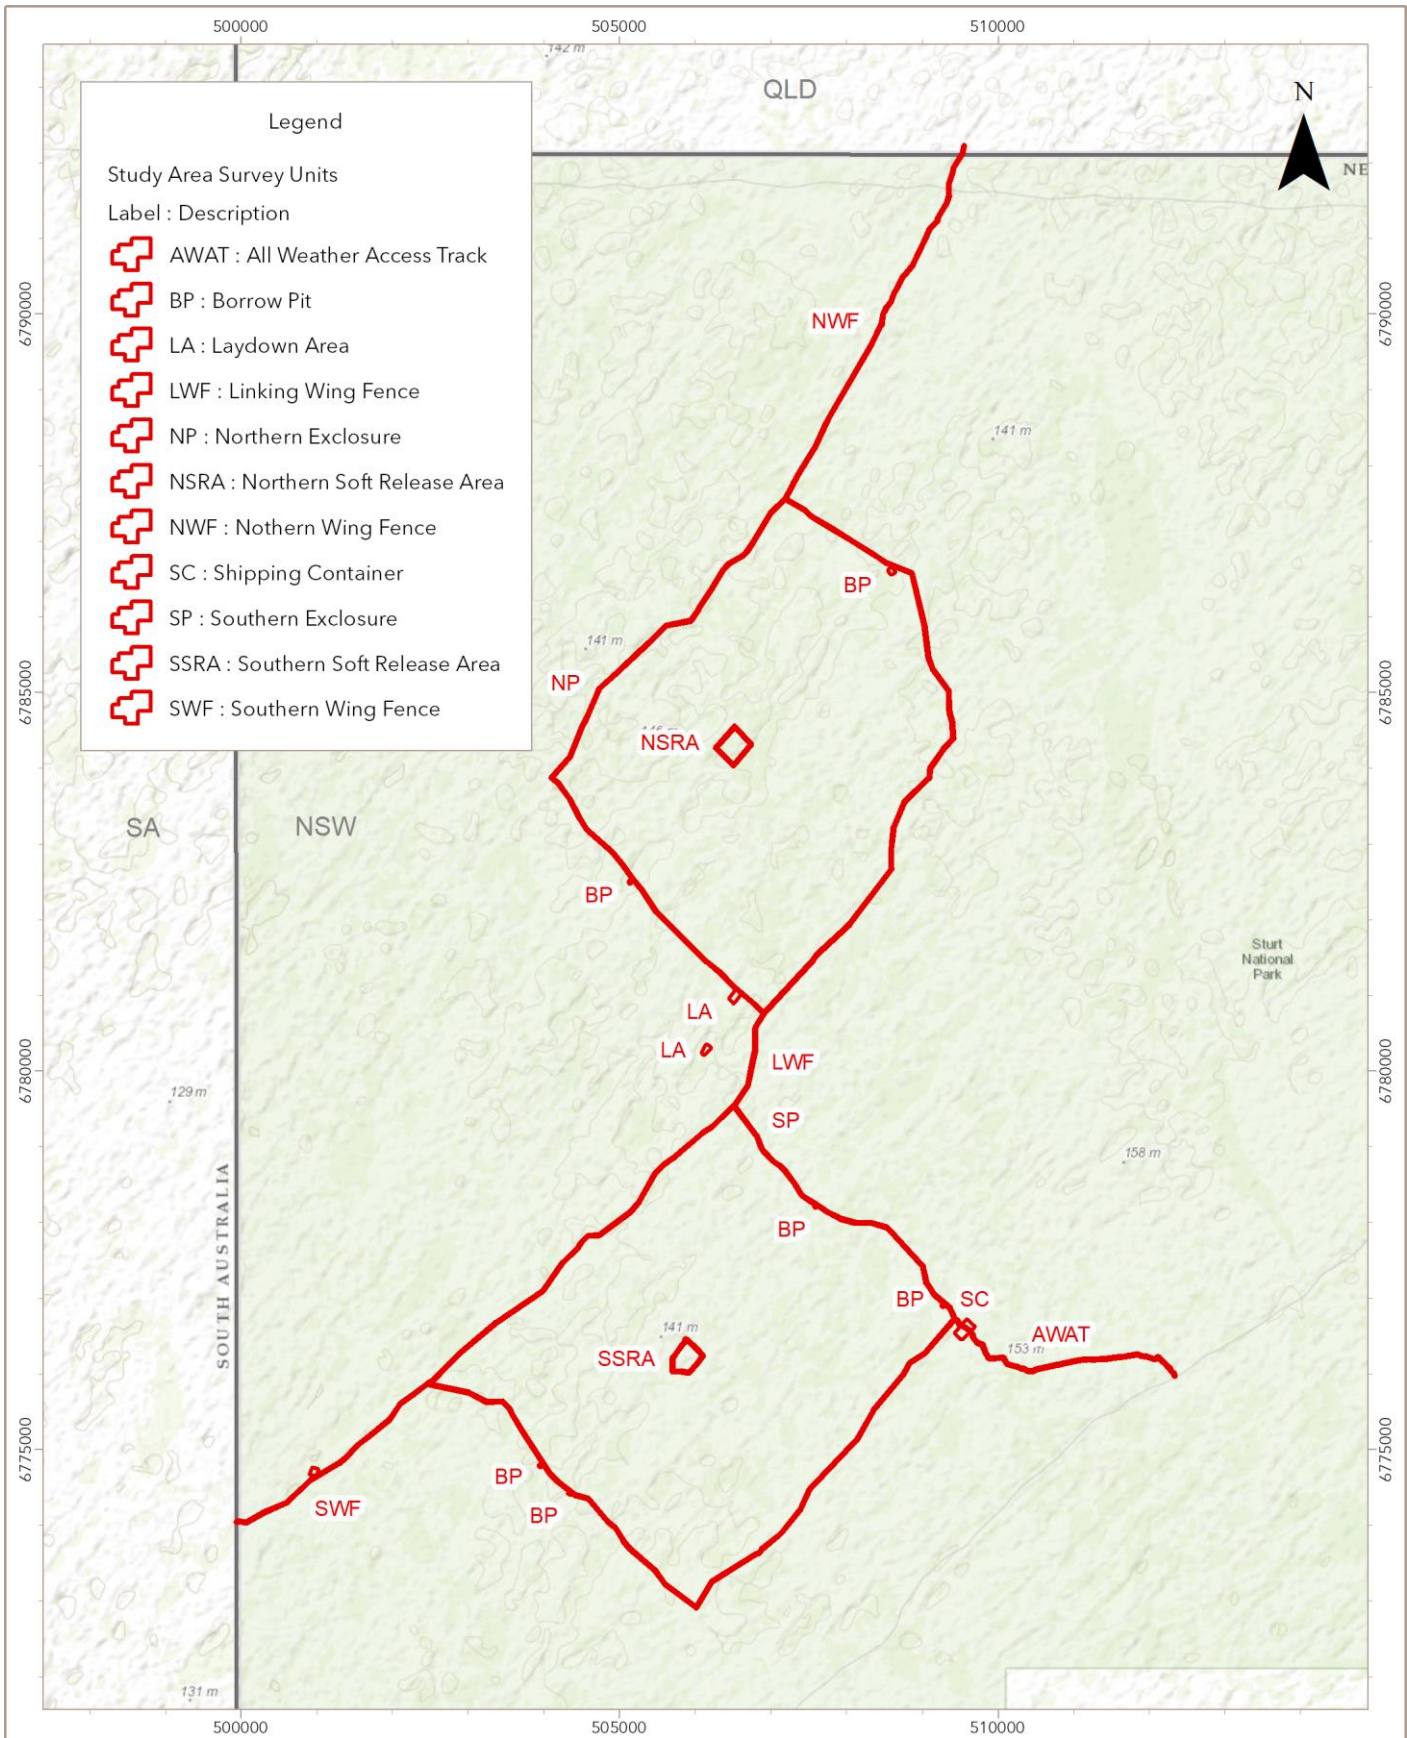 500000
505000
510000
142 m
QLD
N
NE
Legend
Study Area Survey Units
Label : Description
AWAT : All Weather Access Track
BP : Borrow Pit
LA : Laydown Area
LWF : Linking Wing Fence
NP : Northern Exclosure
NSRA : Northern Soft Release Area
NWF : Nothern Wing Fence
SC : Shipping Container
SP : Southern Exclosure
SSRA : Southern Soft Release Area
SWF : Southern Wing Fence
6790000
NWF
6790000
141 m
BP
141 m
NP
6785000
6785000
NSRA
SA
NSW
BP
Sturt
National
Park
LA
LA
LWF
6780000
6780000
129 m
SP
158 m
BP
SOUTH AUSTRALIA
BP
SC
141 m
AWAT
153 m
SSRA
6775000
6775000
BP
SWF
BP
131 m
500000
505000
510000